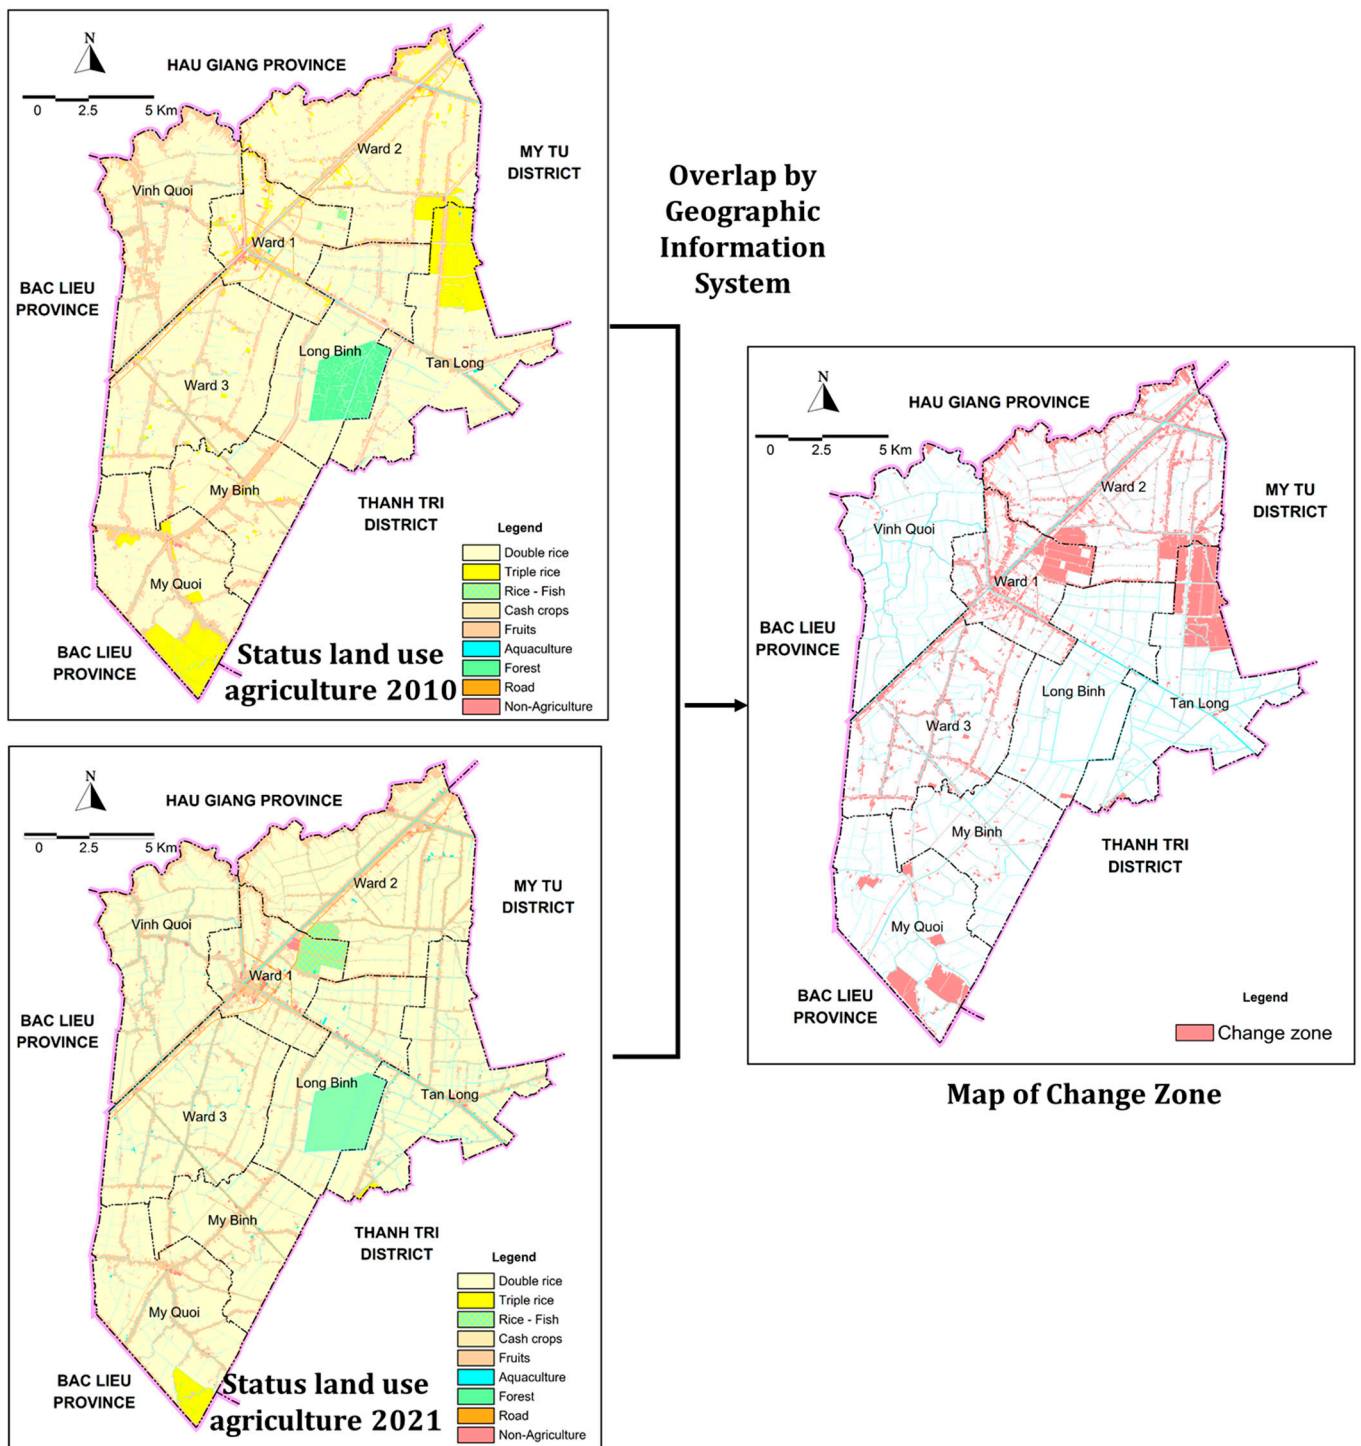 N
HAU GIANG PROVINCE
0 2.5 5 Km
Ward 2
MY TU
DISTRICT
Vinh Quoi
Ward 1
BAC LIEU
PROVINCE
Long Binh
Tan Long
Ward 3
My Binh
THANH TRI
DISTRICT
My Quoi
BAC LIEU
PROVINCE
Legend
Double rice
Triple rice
Rice - Fish
Cash crops
Fruits
Aquaculture
Forest
Road
Non-Agriculture
Status land use
agriculture 2010
Overlap by
Geographic
Information
System
N
HAU GIANG PROVINCE
0 2.5 5 Km
Ward 2
MY TU
DISTRICT
Vinh Quoi
Ward 1
BAC LIEU
PROVINCE
Long Binh
Tan Long
Ward 3
My Binh
THANH TRI
DISTRICT
My Quoi
BAC LIEU
PROVINCE
Legend
Change zone
Map of Change Zone
N
HAU GIANG PROVINCE
0 2.5 5 Km
Ward 2
MY TU
DISTRICT
Vinh Quoi
Ward 1
BAC LIEU
PROVINCE
Long Binh
Tan Long
Ward 3
My Binh
THANH TRI
DISTRICT
My Quoi
BAC LIEU
PROVINCE
Legend
Double rice
Triple rice
Rice - Fish
Cash crops
Fruits
Aquaculture
Forest
Road
Non-Agriculture
Status land use
agriculture 2021